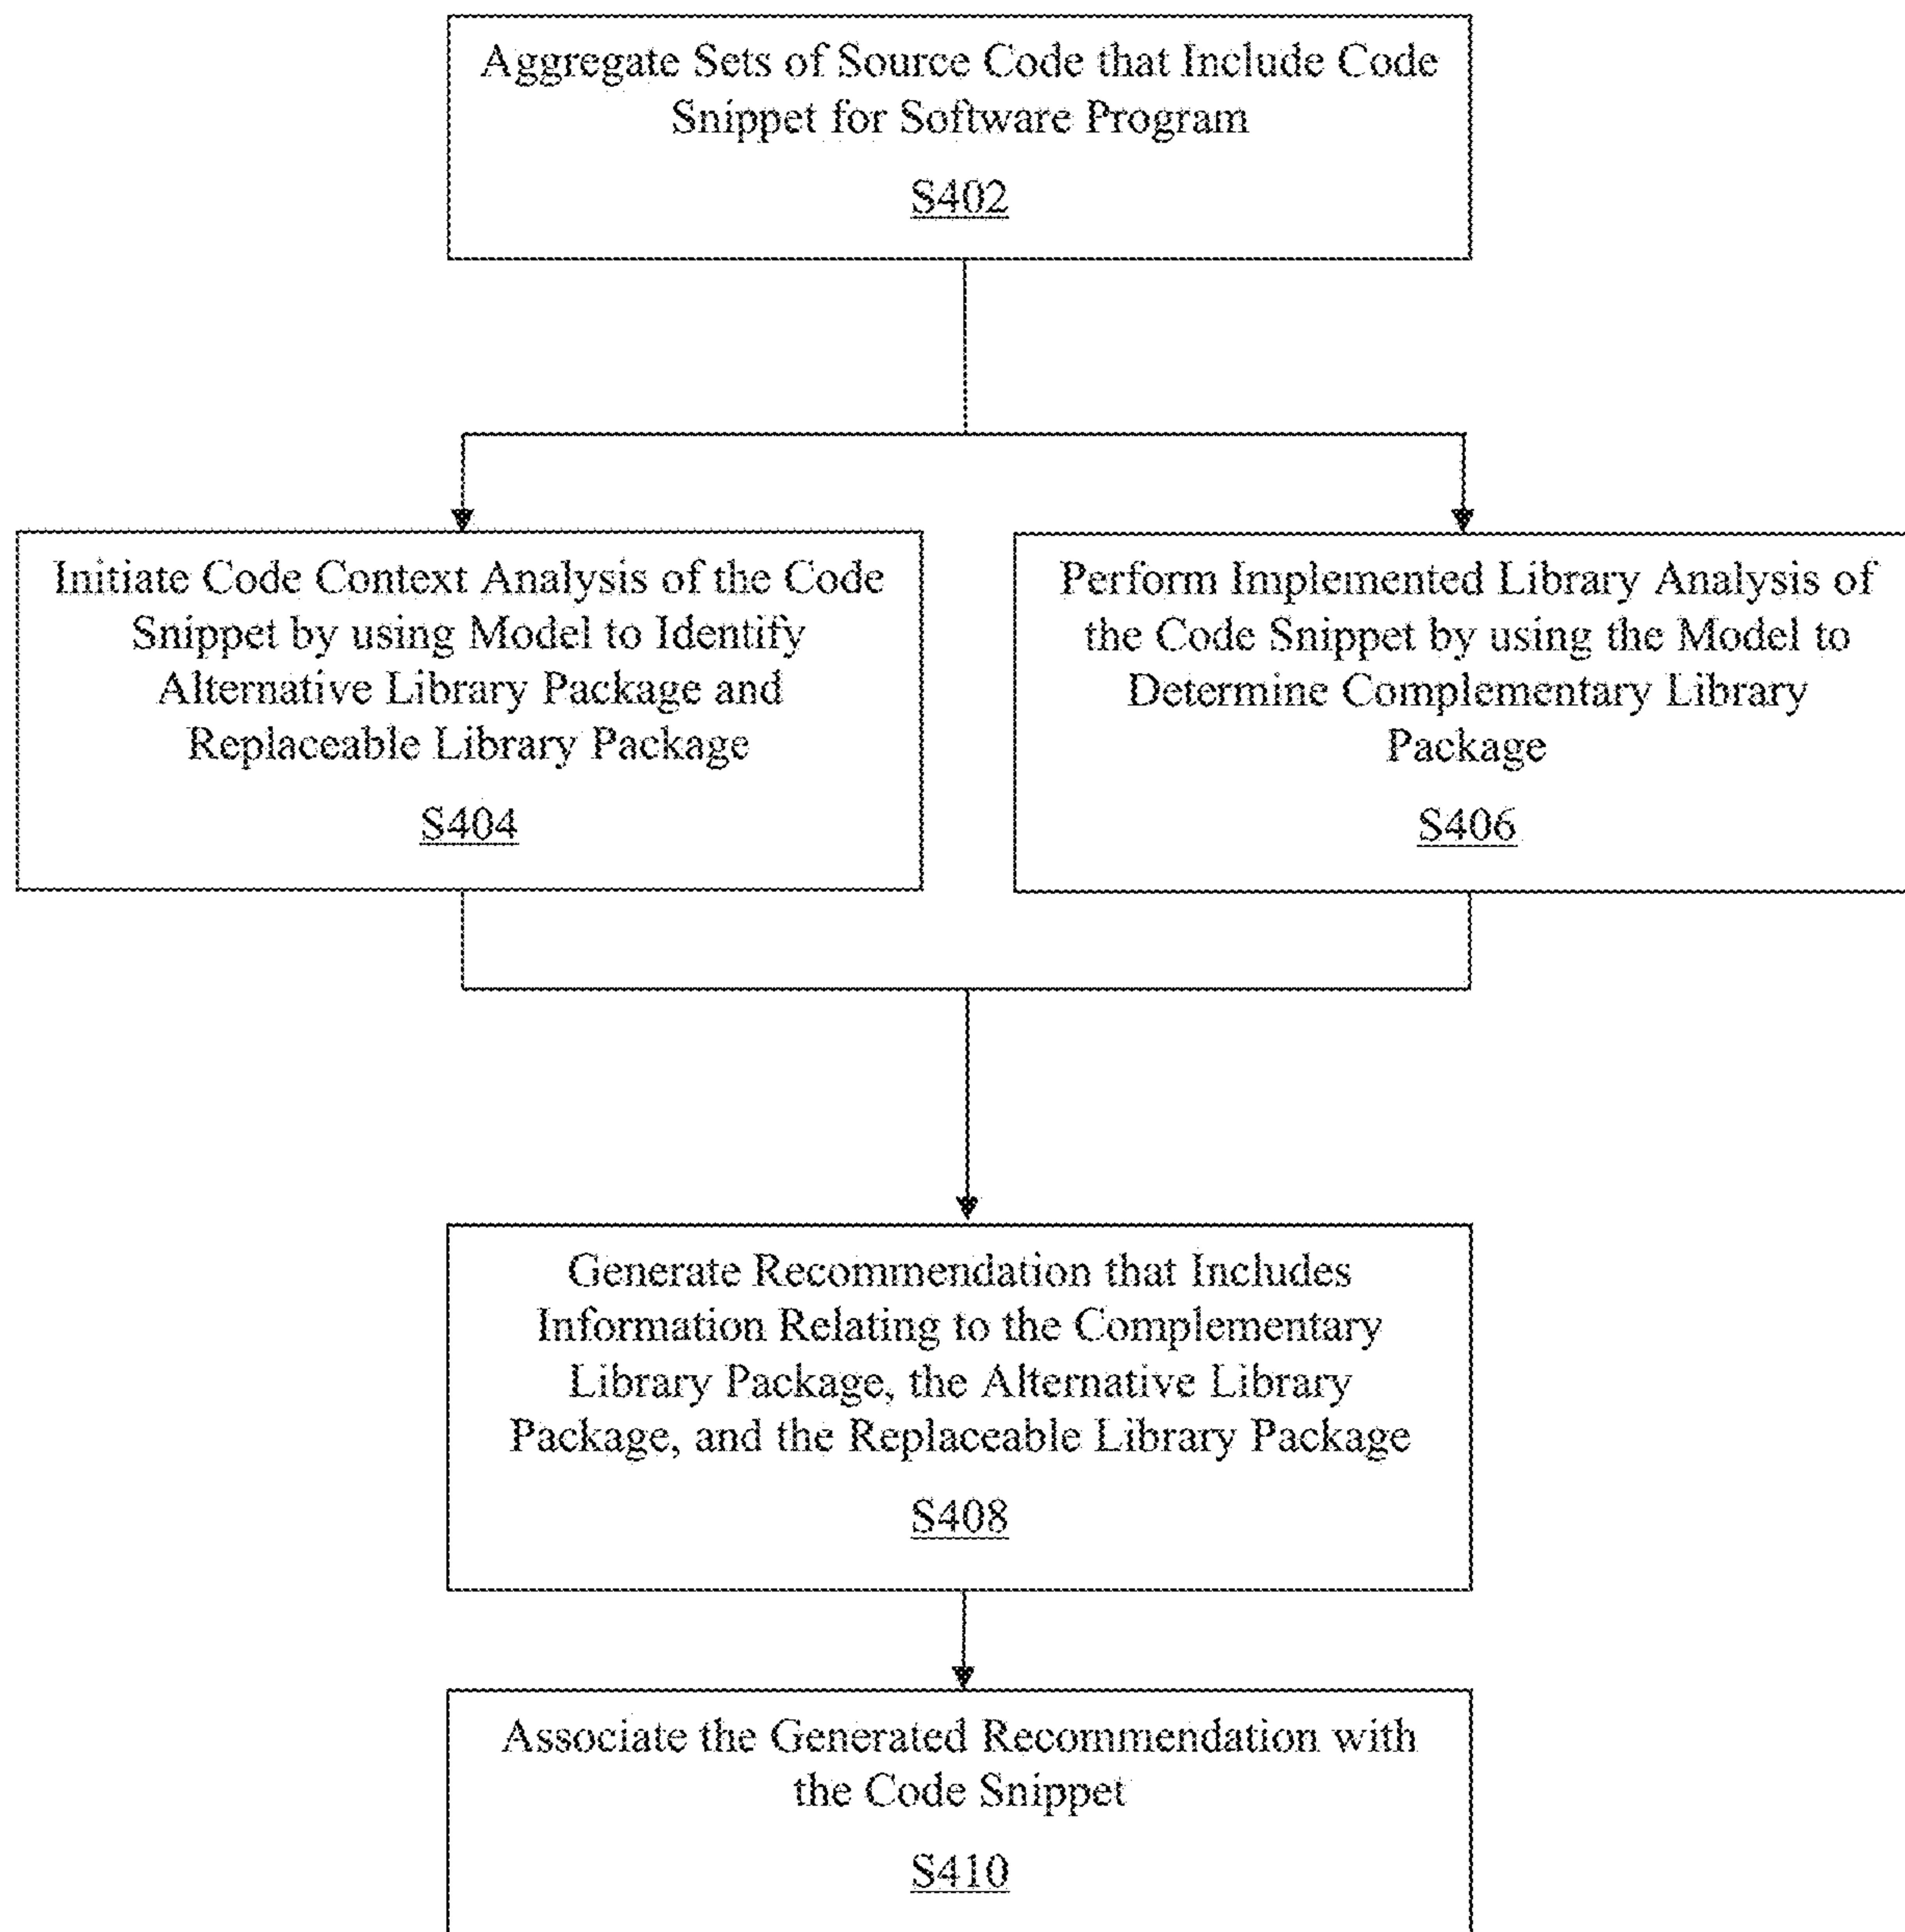 Aggregate Sets of Source Code that Include Code
Snippet for Software Program
S402
Initiate Code Context Analysis of the Code
Snippet by using Model to Identify
Alternative Library Package and
Replaceable Library Package
S404
Perform Implemented Library Analysis of
the Code Snippet by using the Model to
Determine Complementary Library
Package
S406
Generate Recommendation that Includes
Information Relating to the Complementary
Library Package, the Alternative Library
Package, and the Replaceable Library Package
S408
Associate the Generated Recommendation with
the Code Snippet
S410